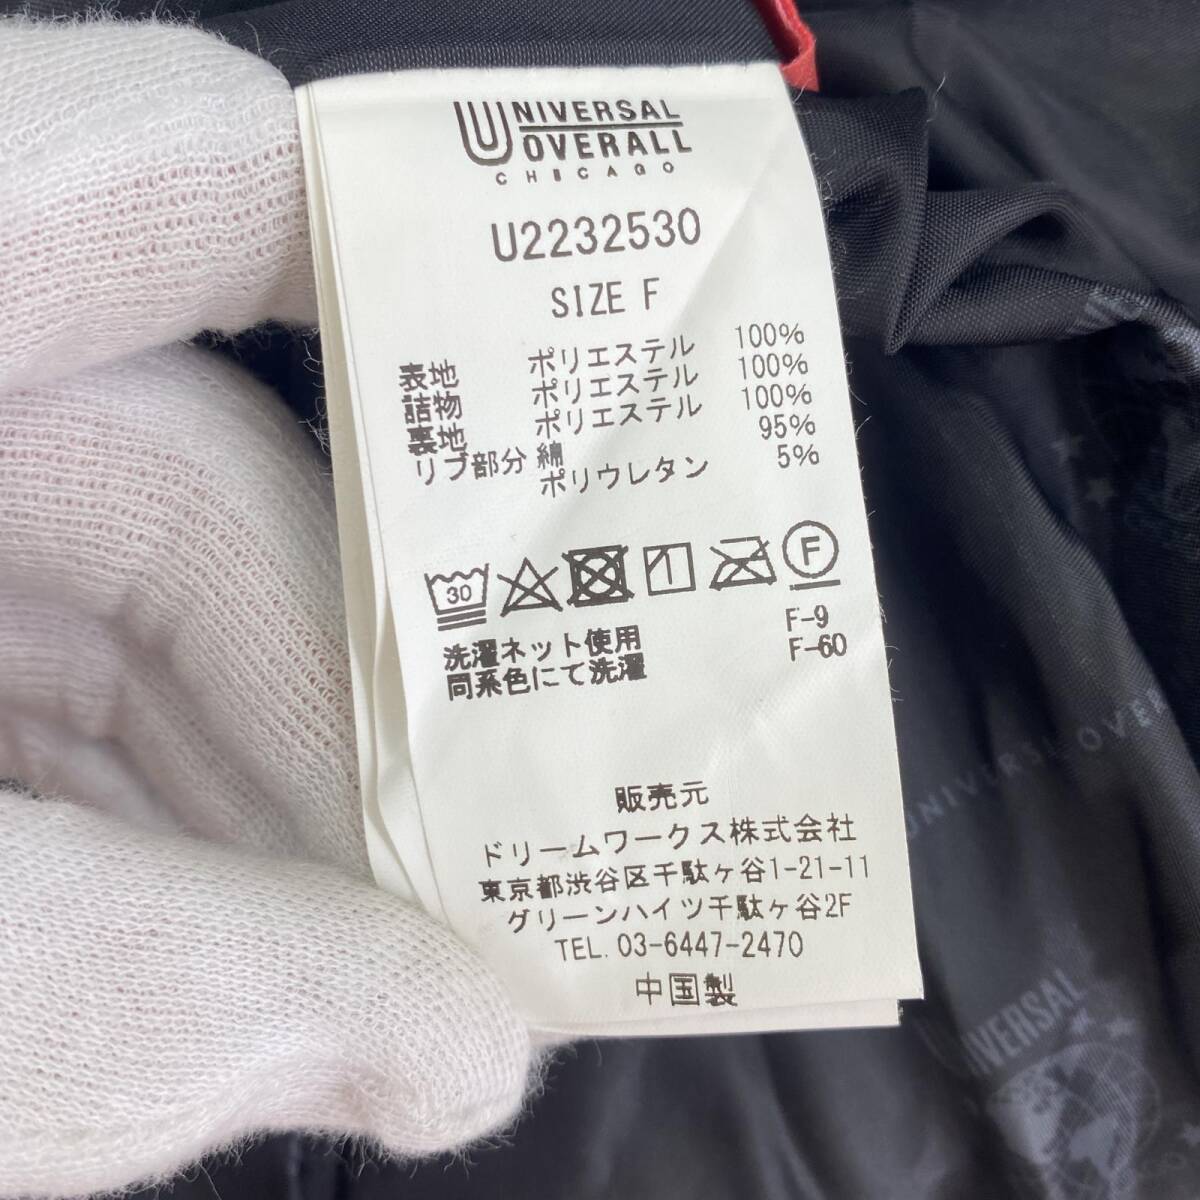 UNIVERSAL
OVERALL
CHICAGO
U2232530
SIZE F
表地 ポリエステル 100%
詰物 ポリエステル 100%
裏地 ポリエステル 100%
リブ部分 綿 95%
ポリウレタン 5%
30
F
F-9
F-60
洗濯ネット使用
同系色にて洗濯
販売元
ドリームワークス株式会社
東京都渋谷区千駄ヶ谷1-21-11
グリーンハイツ千駄ヶ谷2F
TEL. 03-6447-2470
中国製
UNIVERSL OVER
UNIVERSAL